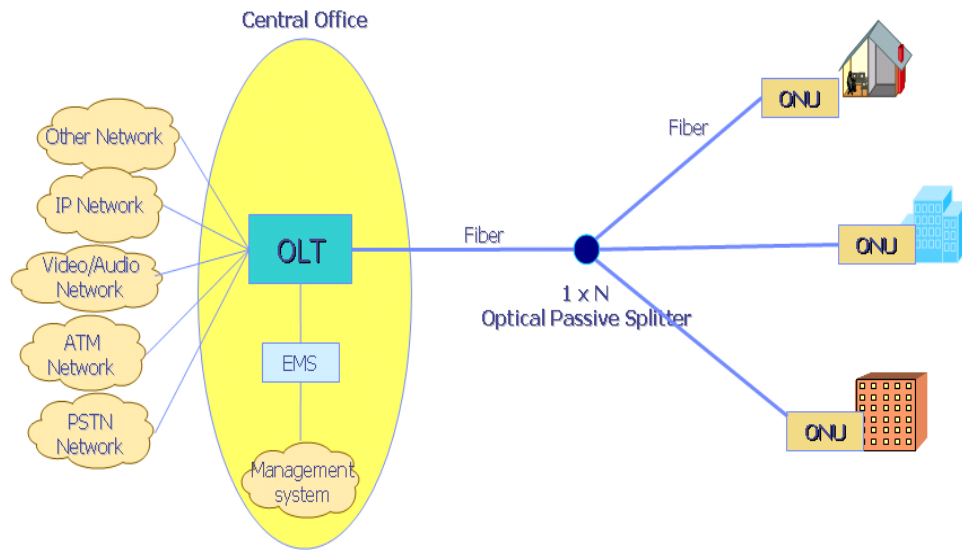 Central Office
Other Network
IP Network
Video/Audio
Network
ATM
Network
PSTN
Network
OLT
EMS
Management
system
Fiber
1 x N
Optical Passive Splitter
Fiber
ONU
ONU
ONU